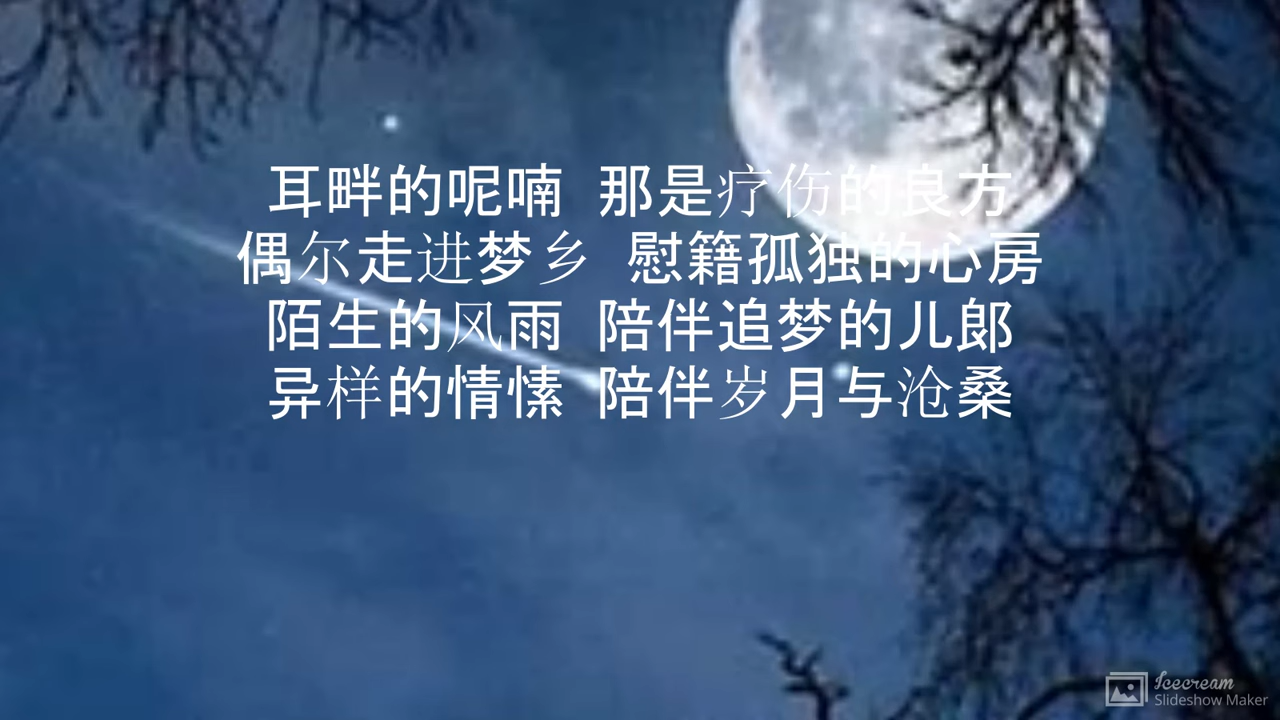 耳畔的呢喃 那是疗伤的良方
偶尔走进梦乡 慰籍孤独的心房
陌生的风雨 陪伴追梦的儿郞
异样的情愫 陪伴岁月与沧桑
Icecream
Slideshow Maker